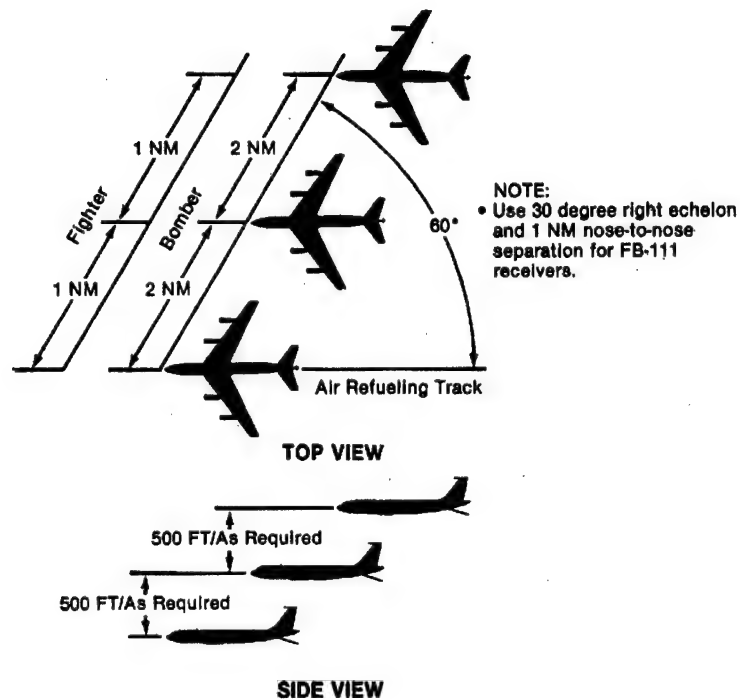 1 NM
2 NM
Fighter
Bomber
60°
1 NM
2 NM
NOTE:
• Use 30 degree right echelon
and 1 NM nose-to-nose
separation for FB-111
receivers.
Air Refueling Track
TOP VIEW
500 FT/As Required
500 FT/As Required
SIDE VIEW